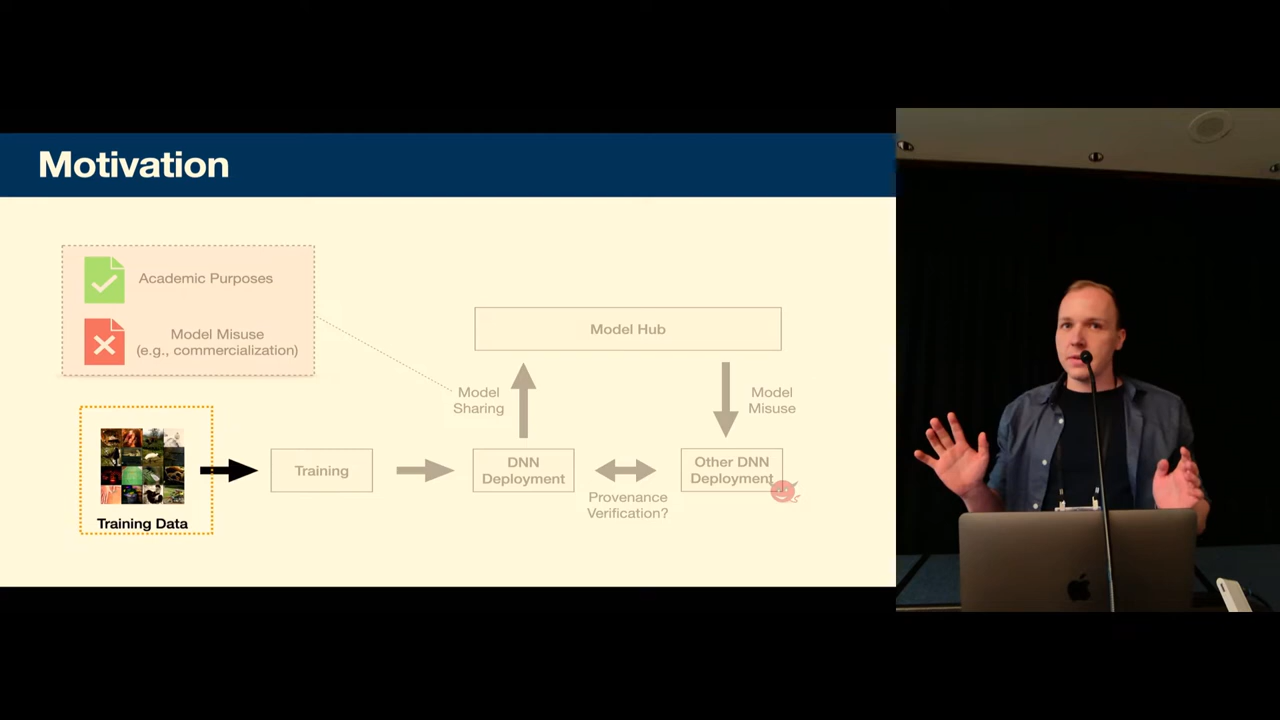 Motivation
Academic Purposes
Model Misuse
(e.g., commercialization)
Model Hub
Model
Sharing
Model
Misuse
Training Data
Training
DNN
Deployment
Provenance
Verification?
Other DNN
Deployment